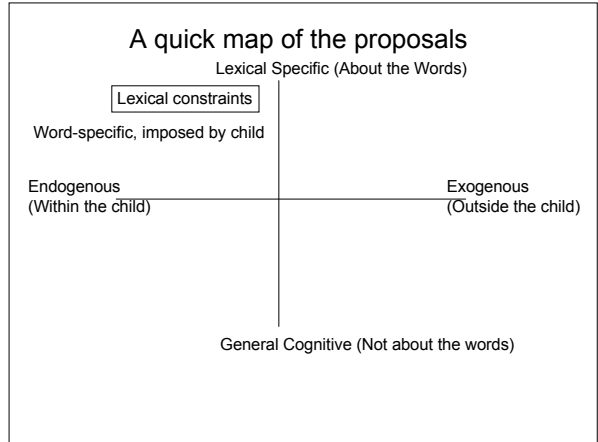 A quick map of the proposals
Lexical Specific (About the Words)
Lexical constraints
Word-specific, imposed by child
Endogenous
(Within the child)
Exogenous
(Outside the child)
General Cognitive (Not about the words)